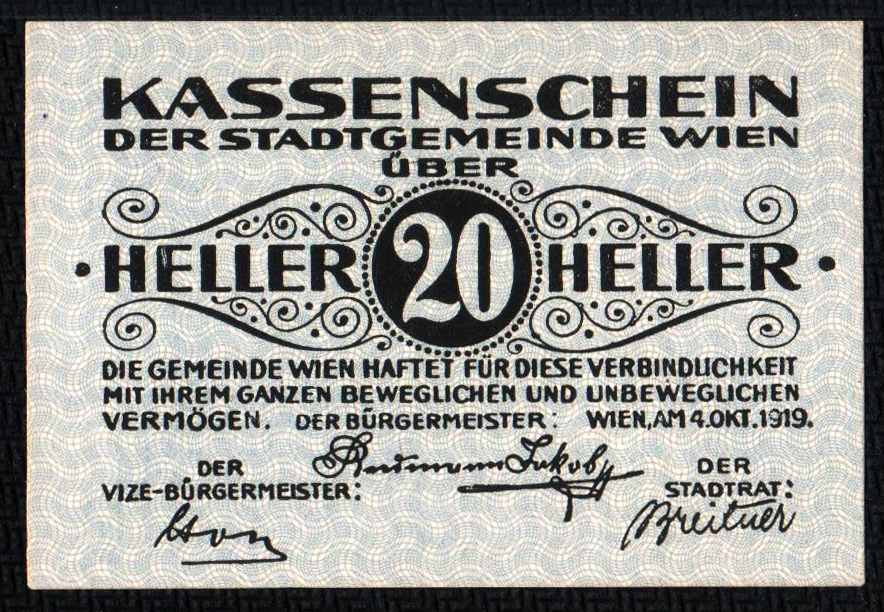 KASSENSCHEIN
DER STADTGEMEINDE WIEN
ÜBER
• HELLER 20 HELLER •
DIE GEMEINDE WIEN HAFTET FÜR DIESE VERBINDLICHKEIT
MIT IHREM GANZEN BEWEGLICHEN UND UNBEWEGLICHEN
VERMÖGEN. DER BÜRGERMEISTER: WIEN, AM 4. OKT. 1919.
Reumann Jakob
DER
VIZE-BÜRGERMEISTER:
DER
STADTRAT:
Breitner